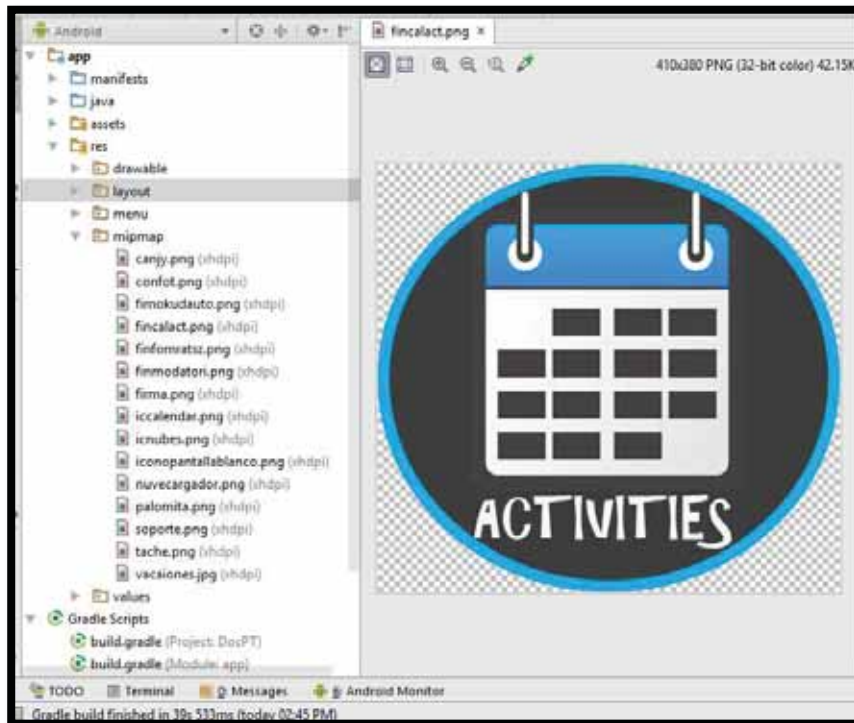 Android
fincalact.png ×
app
manifests
java
assets
res
drawable
layout
menu
mipmap
canjy.png (xhdpi)
confot.png (xhdpi)
fimokudauto.png (xhdpi)
fincalact.png (xhdpi)
finfomratsz.png (xhdpi)
finmodatori.png (xhdpi)
firma.png (xhdpi)
iccalendar.png (xhdpi)
icnubes.png (xhdpi)
iconopantallablanco.png (xhdpi)
nuvecargador.png (xhdpi)
palomita.png (xhdpi)
soporte.png (xhdpi)
tache.png (xhdpi)
vacaiones.jpg (xhdpi)
values
Gradle Scripts
build.gradle (Project: DocPT)
build.gradle (Module: app)
410x380 PNG (32-bit color) 42.15K
ACTIVITIES
TODO Terminal 0: Messages 6: Android Monitor
Gradle build finished in 39s 533ms (today 02:45 PM)